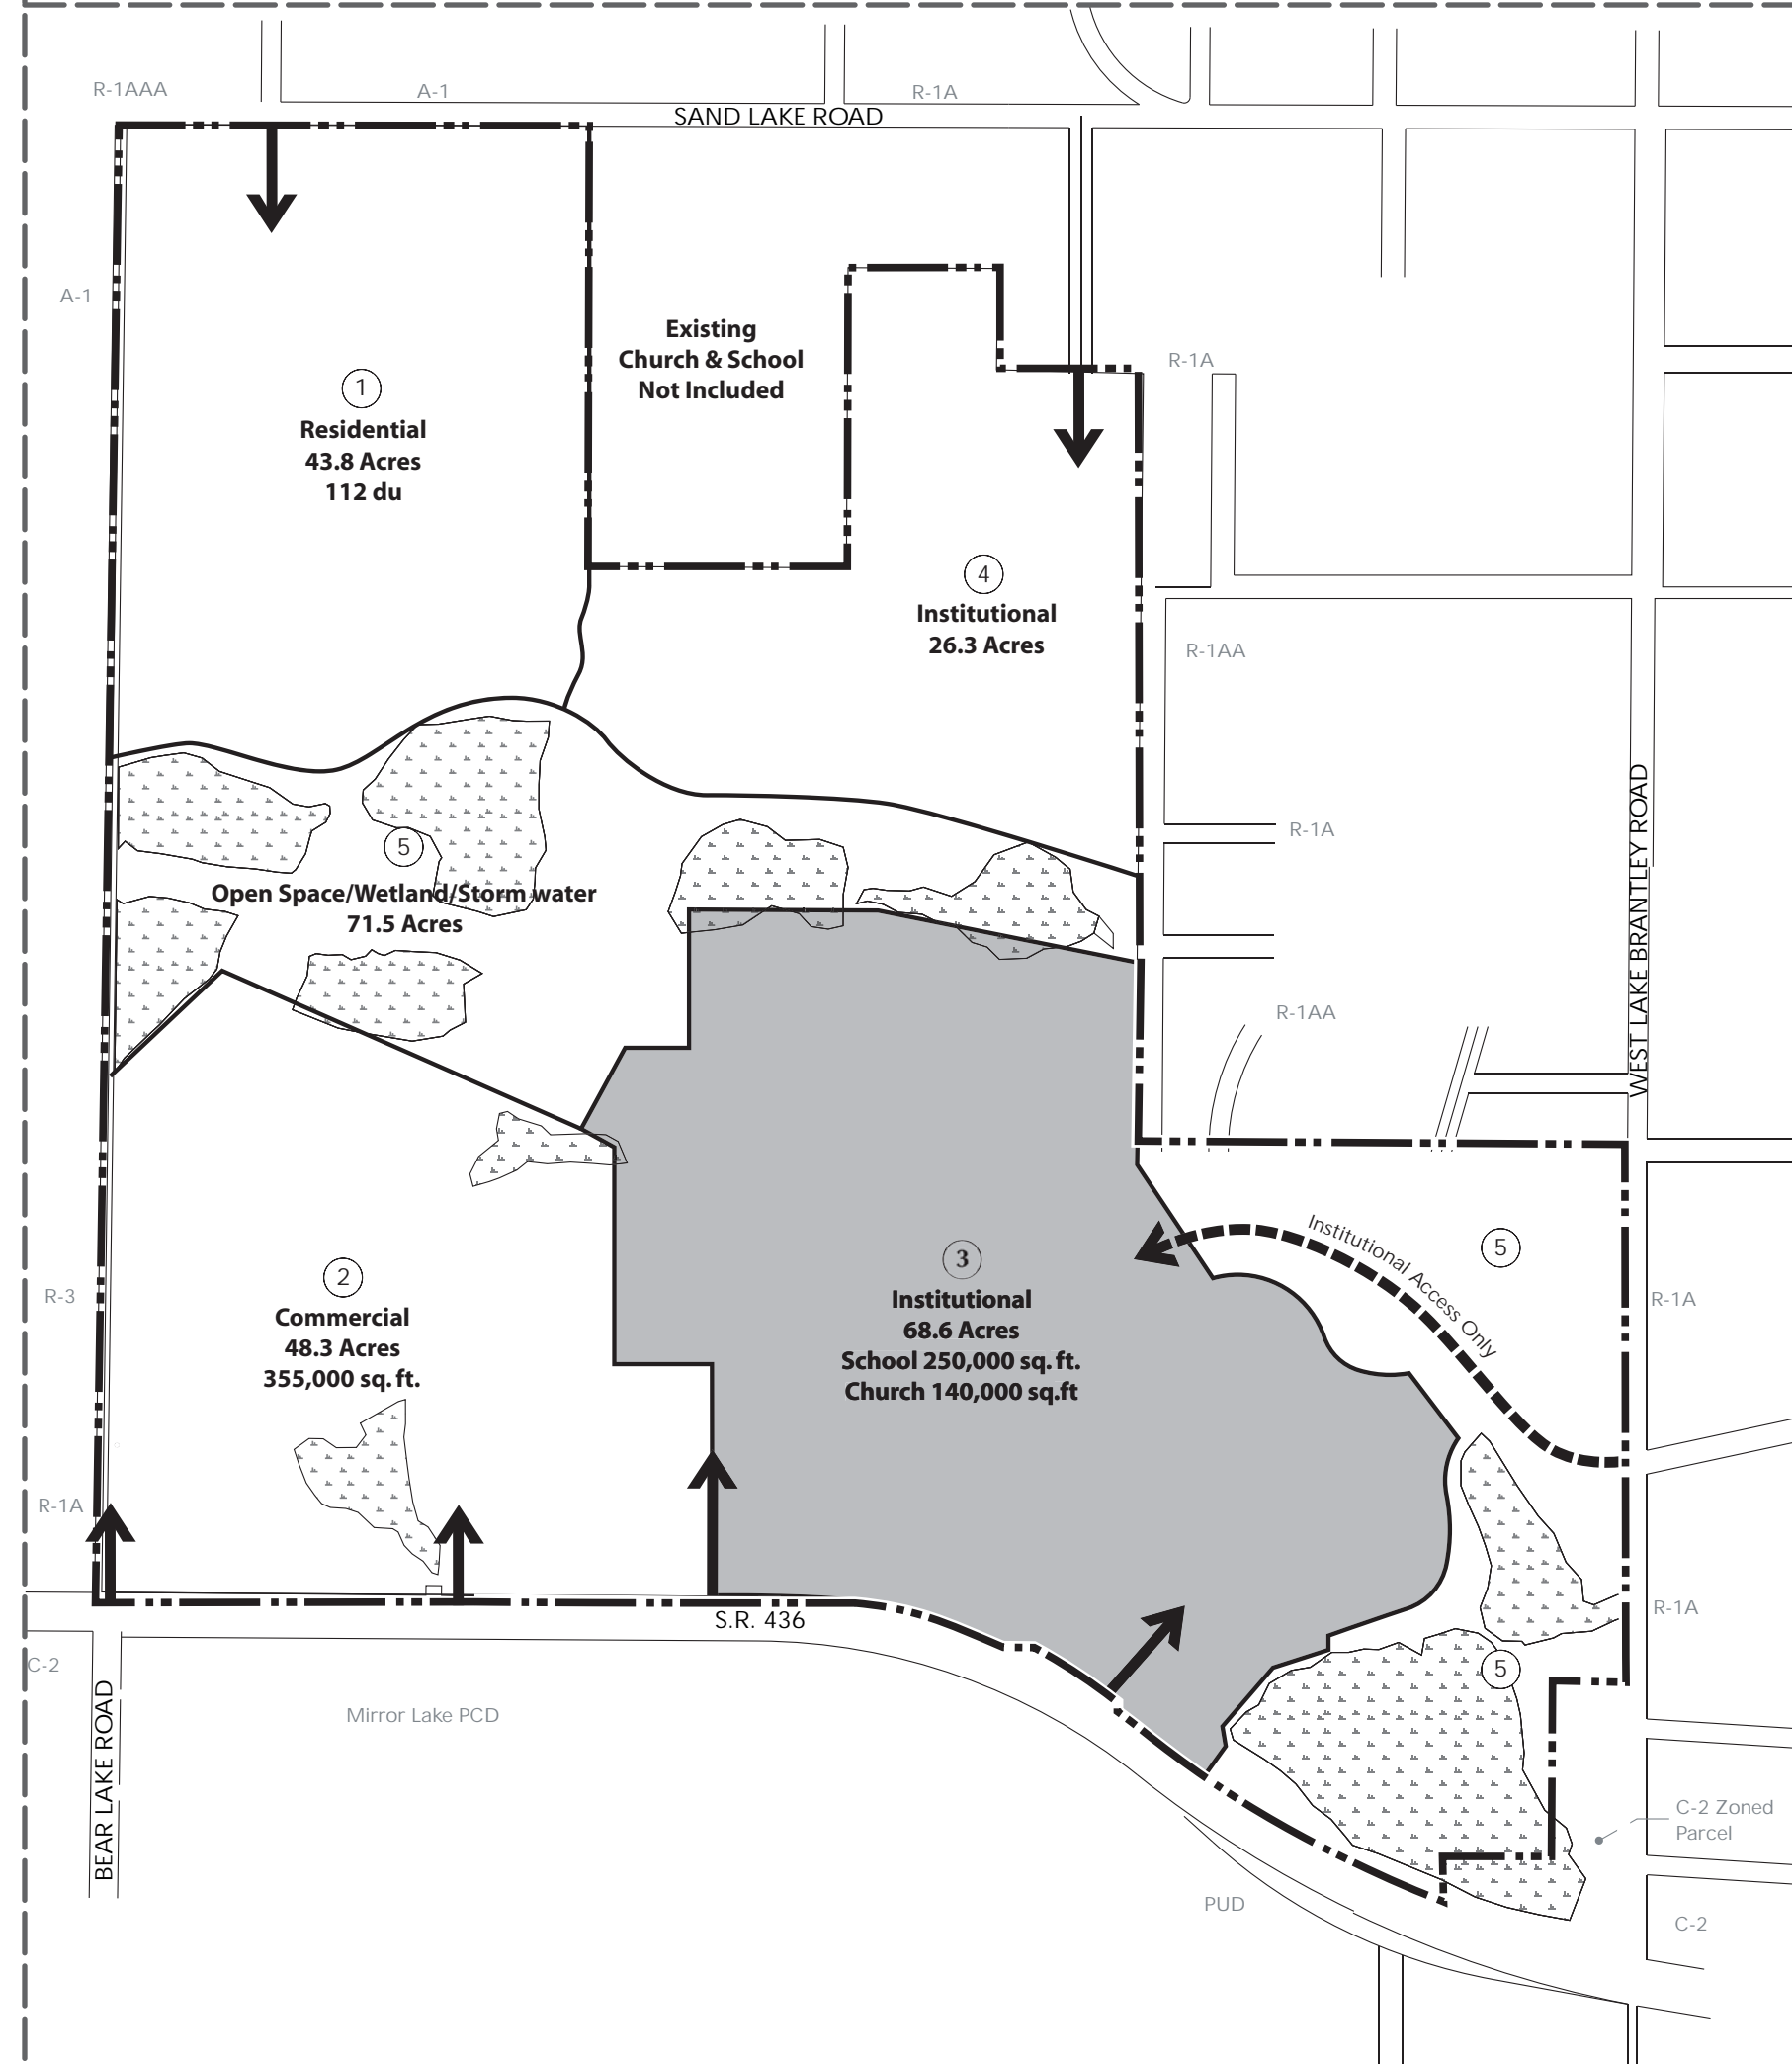 R-1AAA
A-1
R-1A
SAND LAKE ROAD
A-1
Existing
Church & School
Not Included
R-1A
1
Residential
43.8 Acres
112 du
4
Institutional
26.3 Acres
R-1AA
WEST LAKE BRANTLEY ROAD
R-1A
5
Open Space/Wetland/Storm water
71.5 Acres
R-1AA
Institutional Access Only
5
R-3
2
Commercial
48.3 Acres
355,000 sq. ft.
3
Institutional
68.6 Acres
School 250,000 sq. ft.
Church 140,000 sq.ft
R-1A
R-1A
R-1A
S.R. 436
C-2
5
BEAR LAKE ROAD
Mirror Lake PCD
C-2 Zoned
Parcel
PUD
C-2